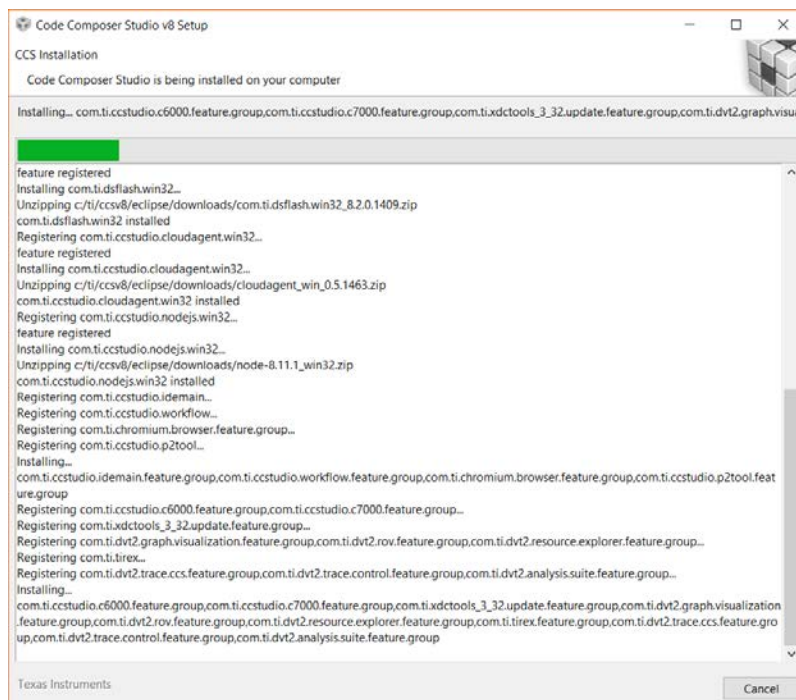 Code Composer Studio v8 Setup
CCS Installation
Code Composer Studio is being installed on your computer
Installing... com.ti.ccstudio.c6000.feature.group,com.ti.ccstudio.c7000.feature.group,com.ti.xdctools_3_32.update.feature.group,com.ti.dvt2.graph.visua
feature registered
Installing com.ti.dsflash.win32...
Unzipping c:/ti/ccsv8/eclipse/downloads/com.ti.dsflash.win32_8.2.0.1409.zip
com.ti.dsflash.win32 installed
Registering com.ti.ccstudio.cloudagent.win32...
feature registered
Installing com.ti.ccstudio.cloudagent.win32...
Unzipping c:/ti/ccsv8/eclipse/downloads/cloudagent_win_0.5.1463.zip
com.ti.ccstudio.cloudagent.win32 installed
Registering com.ti.ccstudio.nodejs.win32...
feature registered
Installing com.ti.ccstudio.nodejs.win32...
Unzipping c:/ti/ccsv8/eclipse/downloads/node-8.11.1_win32.zip
com.ti.ccstudio.nodejs.win32 installed
Registering com.ti.ccstudio.idemain...
Registering com.ti.ccstudio.workflow...
Registering com.ti.chromium.browser.feature.group...
Registering com.ti.ccstudio.p2tool...
Installing...
com.ti.ccstudio.idemain.feature.group,com.ti.ccstudio.workflow.feature.group,com.ti.chromium.browser.feature.group,com.ti.ccstudio.p2tool.feat
ure.group
Registering com.ti.ccstudio.c6000.feature.group,com.ti.ccstudio.c7000.feature.group...
Registering com.ti.xdctools_3_32.update.feature.group...
Registering com.ti.dvt2.graph.visualization.feature.group,com.ti.dvt2.rov.feature.group,com.ti.dvt2.resource.explorer.feature.group...
Registering com.ti.tirex...
Registering com.ti.dvt2.trace.ccs.feature.group,com.ti.dvt2.trace.control.feature.group,com.ti.dvt2.analysis.suite.feature.group...
Installing...
com.ti.ccstudio.c6000.feature.group,com.ti.ccstudio.c7000.feature.group,com.ti.xdctools_3_32.update.feature.group,com.ti.dvt2.graph.visualization
.feature.group,com.ti.dvt2.rov.feature.group,com.ti.dvt2.resource.explorer.feature.group,com.ti.tirex.feature.group,com.ti.dvt2.trace.ccs.feature.gro
up,com.ti.dvt2.trace.control.feature.group,com.ti.dvt2.analysis.suite.feature.group
Texas Instruments
Cancel